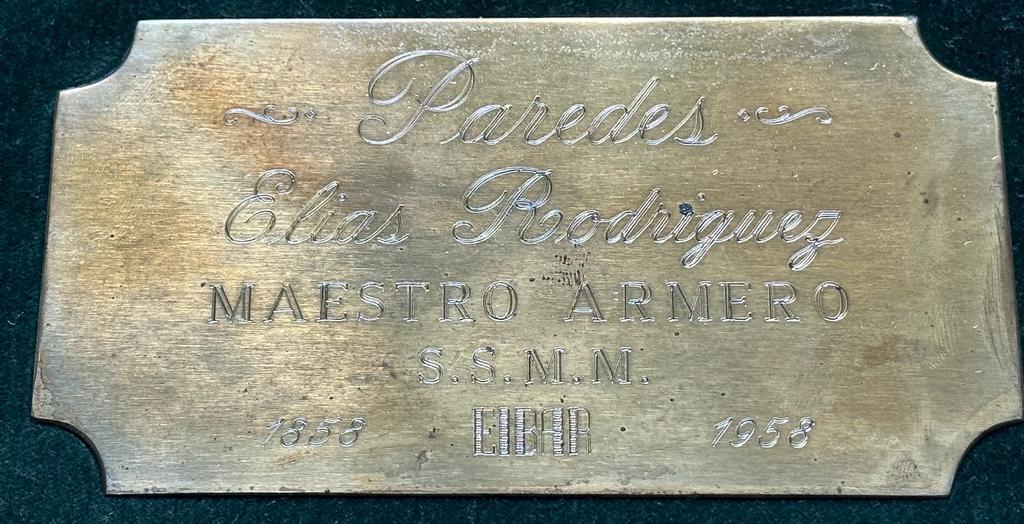 Paredes
Elias Rodriguez
MAESTRO ARMERO
S.S.M.M.
1858 EIBAR 1958